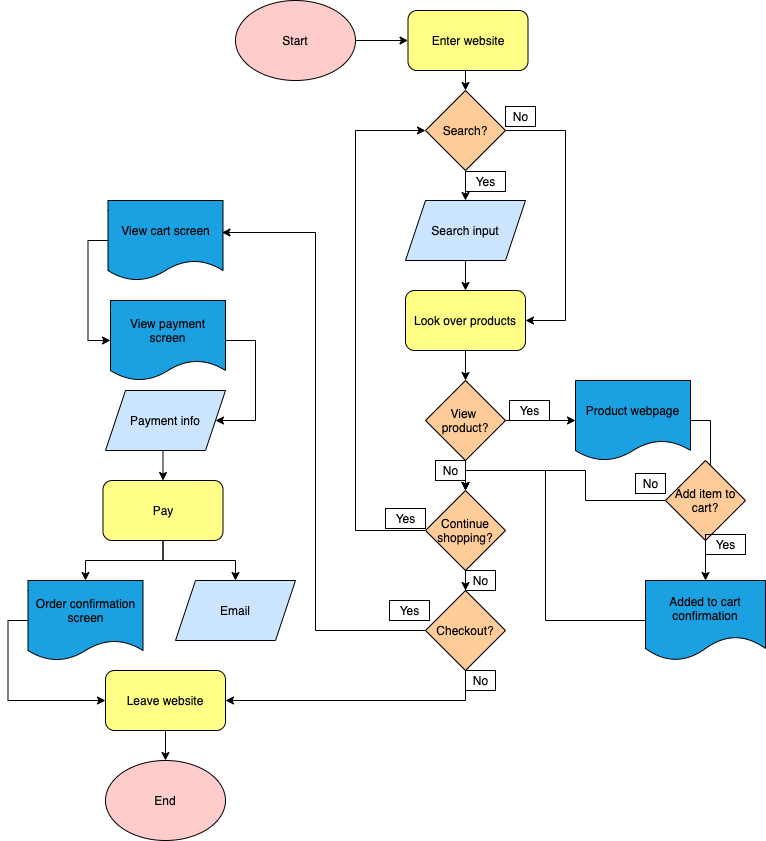 Start
Enter website
Search?
No
Yes
View cart screen
Search input
View payment
screen
Look over products
Payment info
View
product?
Yes
Product webpage
No
No
Add item to
cart?
Pay
Yes
Continue
shopping?
Yes
No
Order confirmation
screen
Email
Yes
Checkout?
Added to cart
confirmation
No
Leave website
End